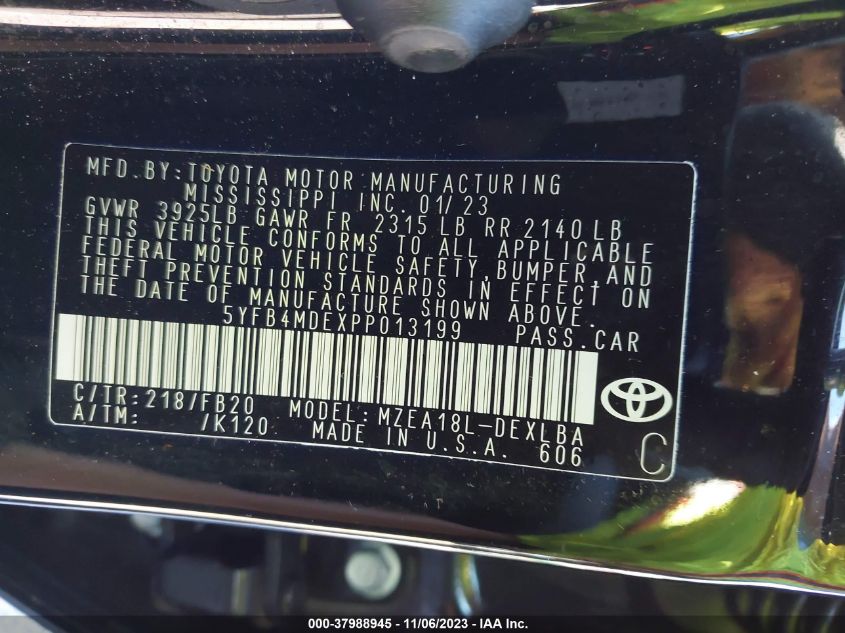 MFD. BY: TOYOTA MOTOR MANUFACTURING
MISSISSIPPI INC. 01/23
GVWR 3925LB GAWR FR 2315 LB RR 2140 LB
THIS VEHICLE CONFORMS TO ALL APPLICABLE
FEDERAL MOTOR VEHICLE SAFETY, BUMPER, AND
THEFT PREVENTION STANDARDS IN EFFECT ON
THE DATE OF MANUFACTURE SHOWN ABOVE.
5YFB4MDEXPP013199 PASS. CAR
C/TR: 218/FB20 MODEL: MZEA18L-DEXLBA
A/TM: /K120 MADE IN U.S.A. 606
C
000-37988945 - 11/06/2023 - IAA Inc.